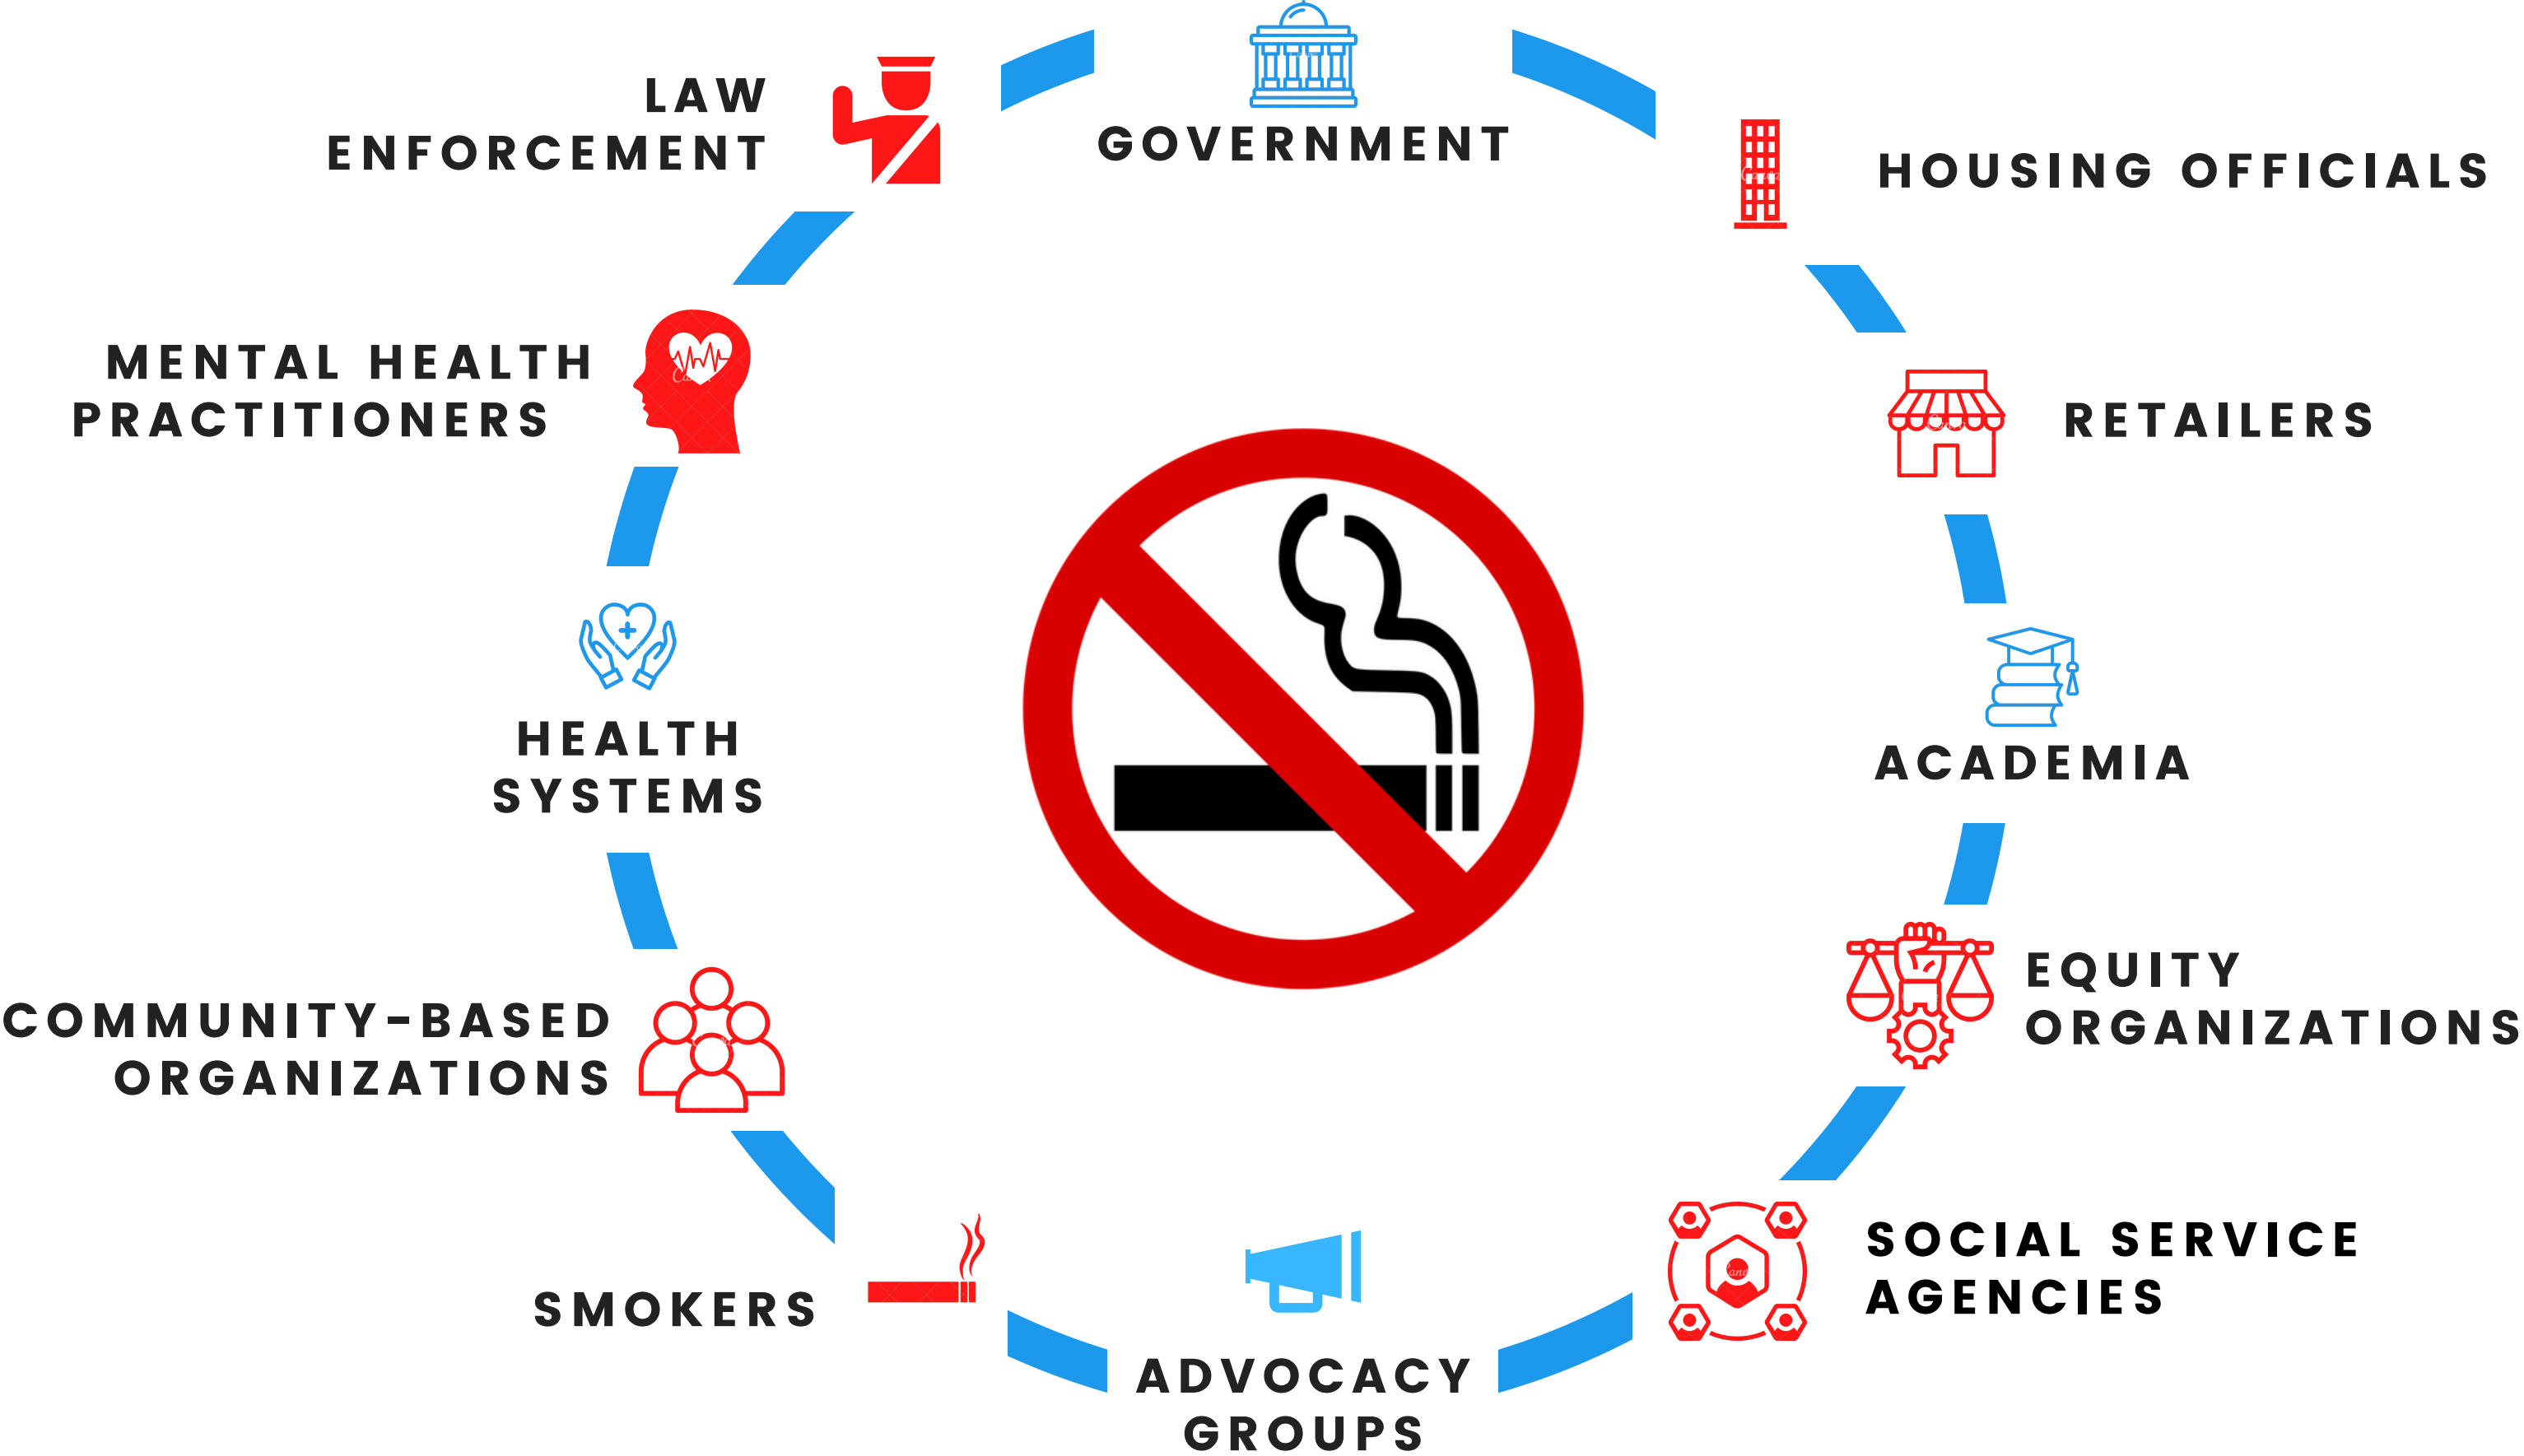 GOVERNMENT
HOUSING OFFICIALS
RETAILERS
ACADEMIA
EQUITY
ORGANIZATIONS
SOCIAL SERVICE
AGENCIES
ADVOCACY
GROUPS
SMOKERS
COMMUNITY-BASED
ORGANIZATIONS
HEALTH
SYSTEMS
MENTAL HEALTH
PRACTITIONERS
LAW
ENFORCEMENT